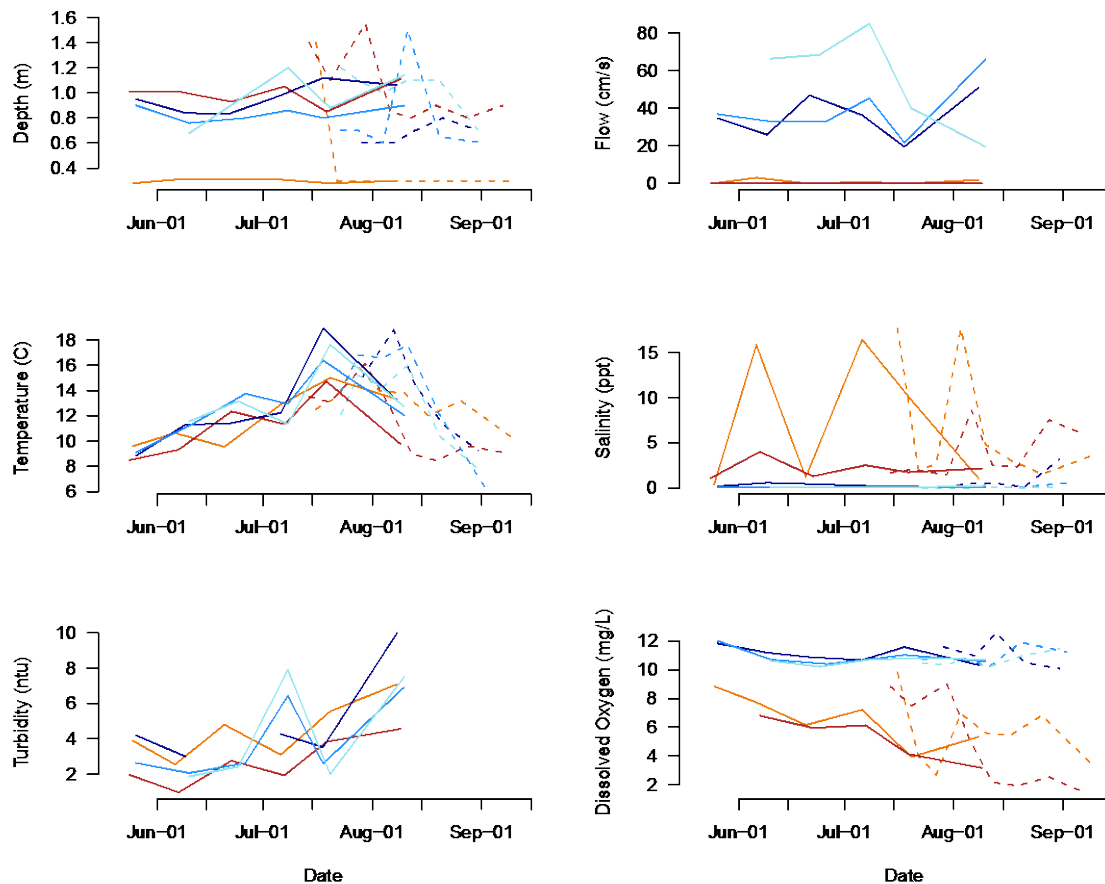 Depth (m)
1.6
1.4
1.2
1.0
0.8
0.6
0.4
Jun−01 Jul−01 Aug−01 Sep−01
Flow (cm/s)
80
60
40
20
0
Jun−01 Jul−01 Aug−01 Sep−01
Temperature (C)
18
16
14
12
10
8
6
Jun−01 Jul−01 Aug−01 Sep−01
Salinity (ppt)
15
10
5
0
Jun−01 Jul−01 Aug−01 Sep−01
Turbidity (ntu)
10
8
6
4
2
Jun−01 Jul−01 Aug−01 Sep−01
Date
Dissolved Oxygen (mg/L)
12
10
8
6
4
2
Jun−01 Jul−01 Aug−01 Sep−01
Date